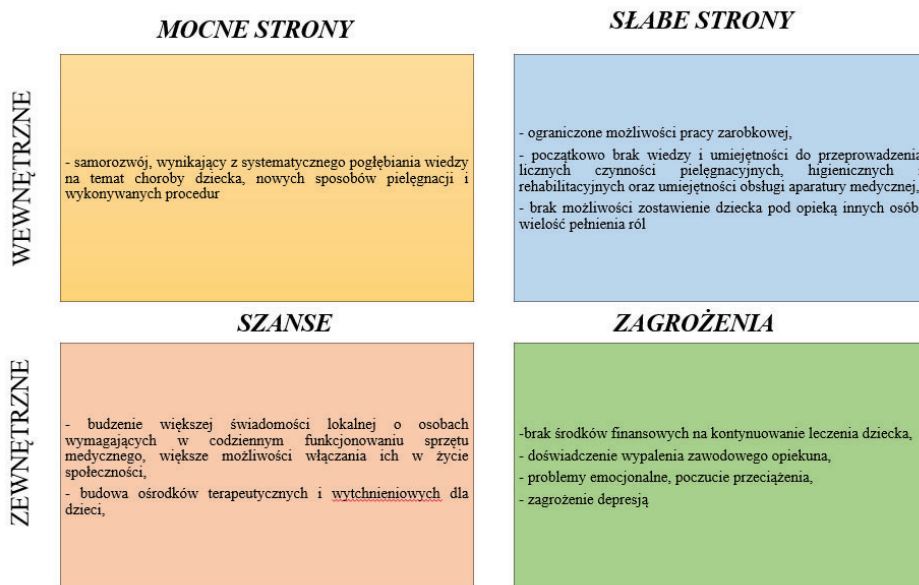 MOCNE STRONY
SŁABE STRONY
WEWNĘTRZNE
- samorozwój, wynikający z systematycznego pogłębiania wiedzy
na temat choroby dziecka, nowych sposobów pielęgnacji i
wykonywanych procedur
- ograniczone możliwości pracy zarobkowej,
- początkowo brak wiedzy i umiejętności do przeprowadzenia
licznych czynności pielęgnacyjnych, higienicznych i
rehabilitacyjnych oraz umiejętności obsługi aparatury medycznej,
- brak możliwości zostawienie dziecka pod opieką innych osób,
wielość pełnienia ról
SZANSE
ZAGROŻENIA
ZEWNĘTRZNE
- budzenie większej świadomości lokalnej o osobach
wymagających w codziennym funkcjonowaniu sprzętu
medycznego, większe możliwości włączania ich w życie
społeczności,
- budowa ośrodków terapeutycznych i wytchnieniowych dla
dzieci,
-brak środków finansowych na kontynuowanie leczenia dziecka,
- doświadczenie wypalenia zawodowego opiekuna,
- problemy emocjonalne, poczucie przeciążenia,
- zagrożenie depresją